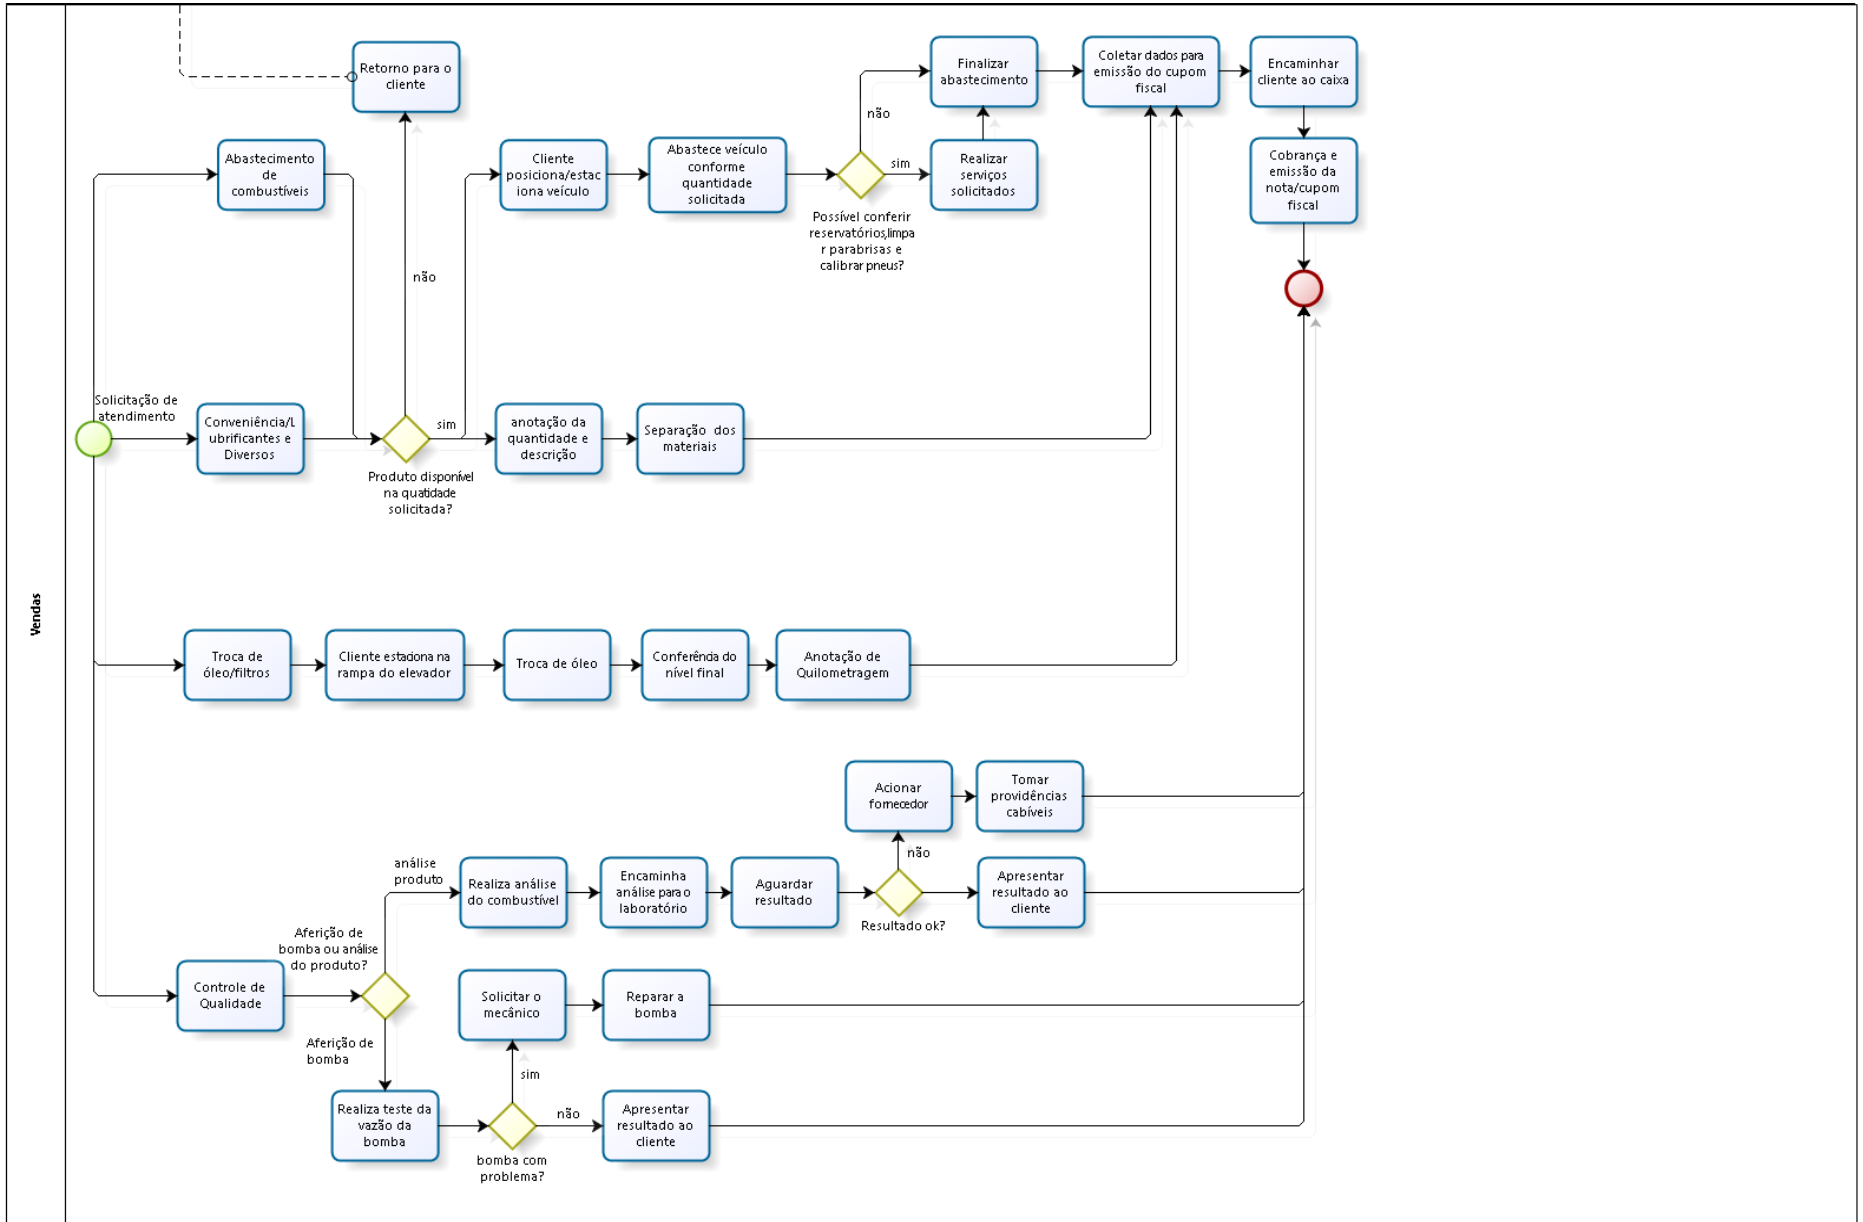 Vendas
Retorno para o
cliente
Finalizar
abastecimento
Coletar dados para
emissão do cupom
fiscal
Encaminhar
cliente ao caixa
não
Abastecimento
de
combustíveis
Cliente
posiciona/estac
iona veículo
Abastece veículo
conforme
quantidade
solicitada
sim
Realizar
serviços
solicitados
Cobrança e
emissão da
nota/cupom
fiscal
Possível conferir
reservatórios,limpa
r parabrisas e
calibrar pneus?
não
Solicitação de
atendimento
Conveniência/L
ubrificantes e
Diversos
sim
anotação da
quantidade e
descrição
Separação dos
materiais
Produto disponível
na quatidade
solicitada?
Troca de
óleo/filtros
Cliente estaciona na
rampa do elevador
Troca de óleo
Conferência do
nível final
Anotação de
Quilometragem
Acionar
fornecedor
Tomar
providências
cabíveis
não
análise
produto
Realiza análise
do combustível
Encaminha
análise para o
laboratório
Aguardar
resultado
Resultado ok?
Apresentar
resultado ao
cliente
Aferição de
bomba ou análise
do produto?
Controle de
Qualidade
Solicitar o
mecânico
Reparar a
bomba
Aferição de
bomba
sim
Realiza teste da
vazão da
bomba
não
Apresentar
resultado ao
cliente
bomba com
problema?